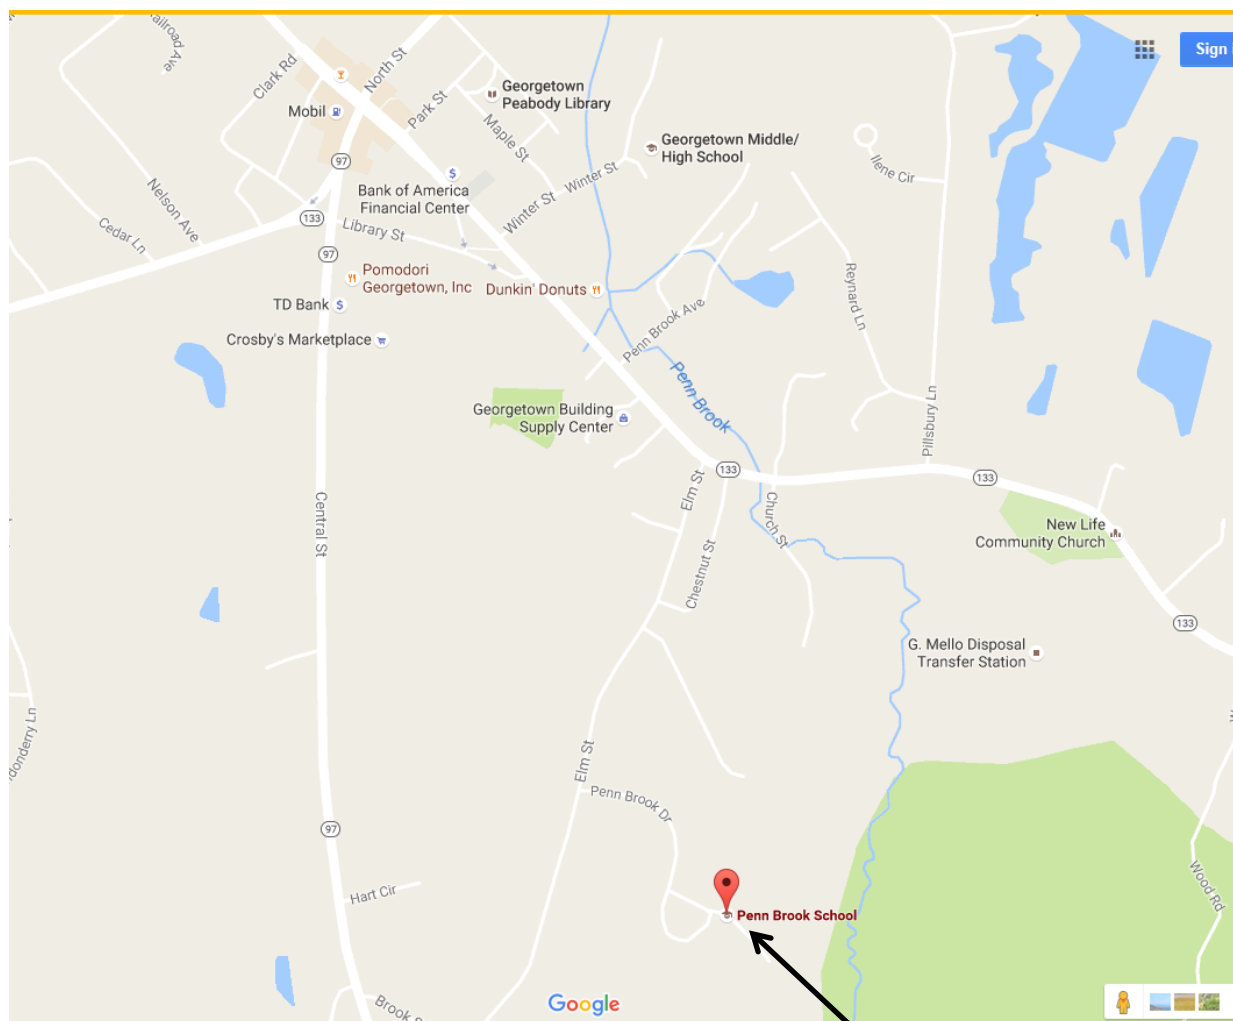 Sign
Clark Rd
North St
Georgetown
Peabody Library
Mobil
Park St
Maple St
Georgetown Middle/
High School
97
Ilene Cir
Winter St
Bank of America
Financial Center
Nelson Ave
Winter St
133
Library St
Cedar Ln
97
Pomodori
Georgetown, Inc
Dunkin' Donuts
Reynard Ln
TD Bank
Penn Brook Ave
Crosby's Marketplace
Penn Brook
Georgetown Building
Supply Center
Pillsbury Ln
133
133
Elm St
Central St
Church St
New Life
Community Church
Chestnut St
133
G. Mello Disposal
Transfer Station
Elm St
Penn Brook Dr
97
Hart Cir
Wood Rd
Penn Brook School
Google
Brook